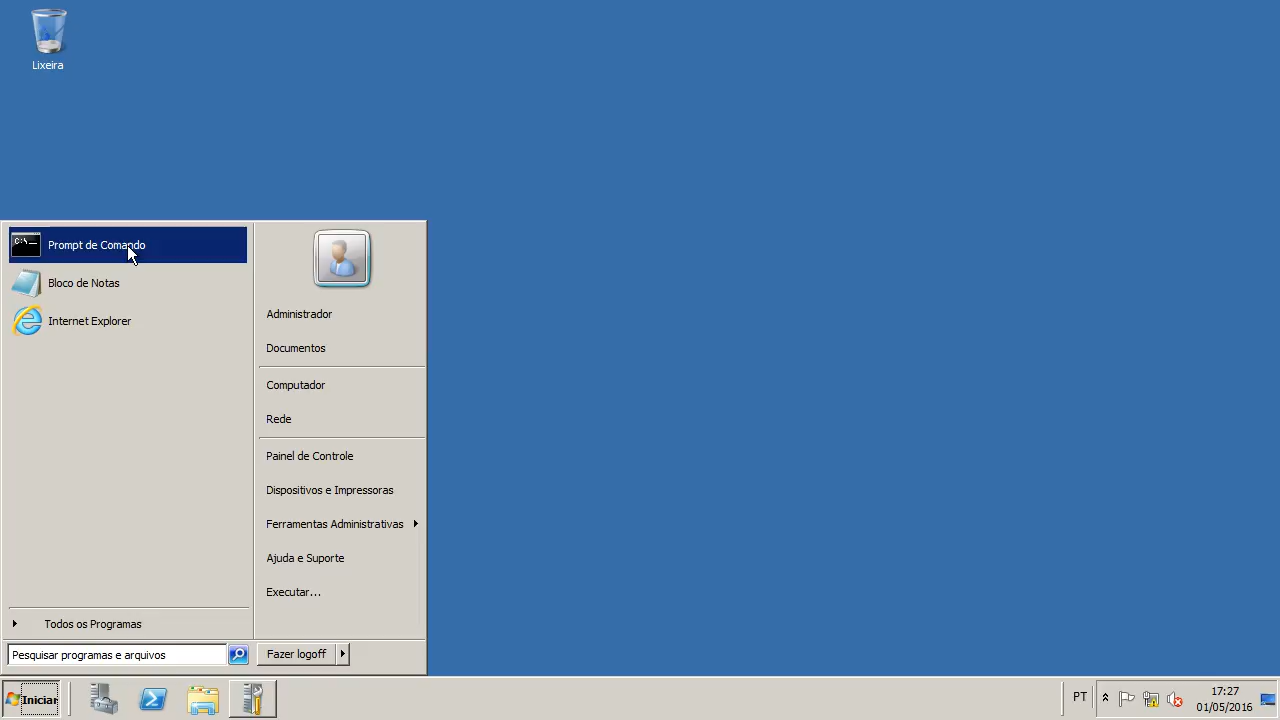 Lixeira
Prompt de Comando
Bloco de Notas
Internet Explorer
Todos os Programas
Pesquisar programas e arquivos
Administrador
Documentos
Computador
Rede
Painel de Controle
Dispositivos e Impressoras
Ferramentas Administrativas
Ajuda e Suporte
Executar...
Fazer logoff
Iniciar
PT
17:27
01/05/2016